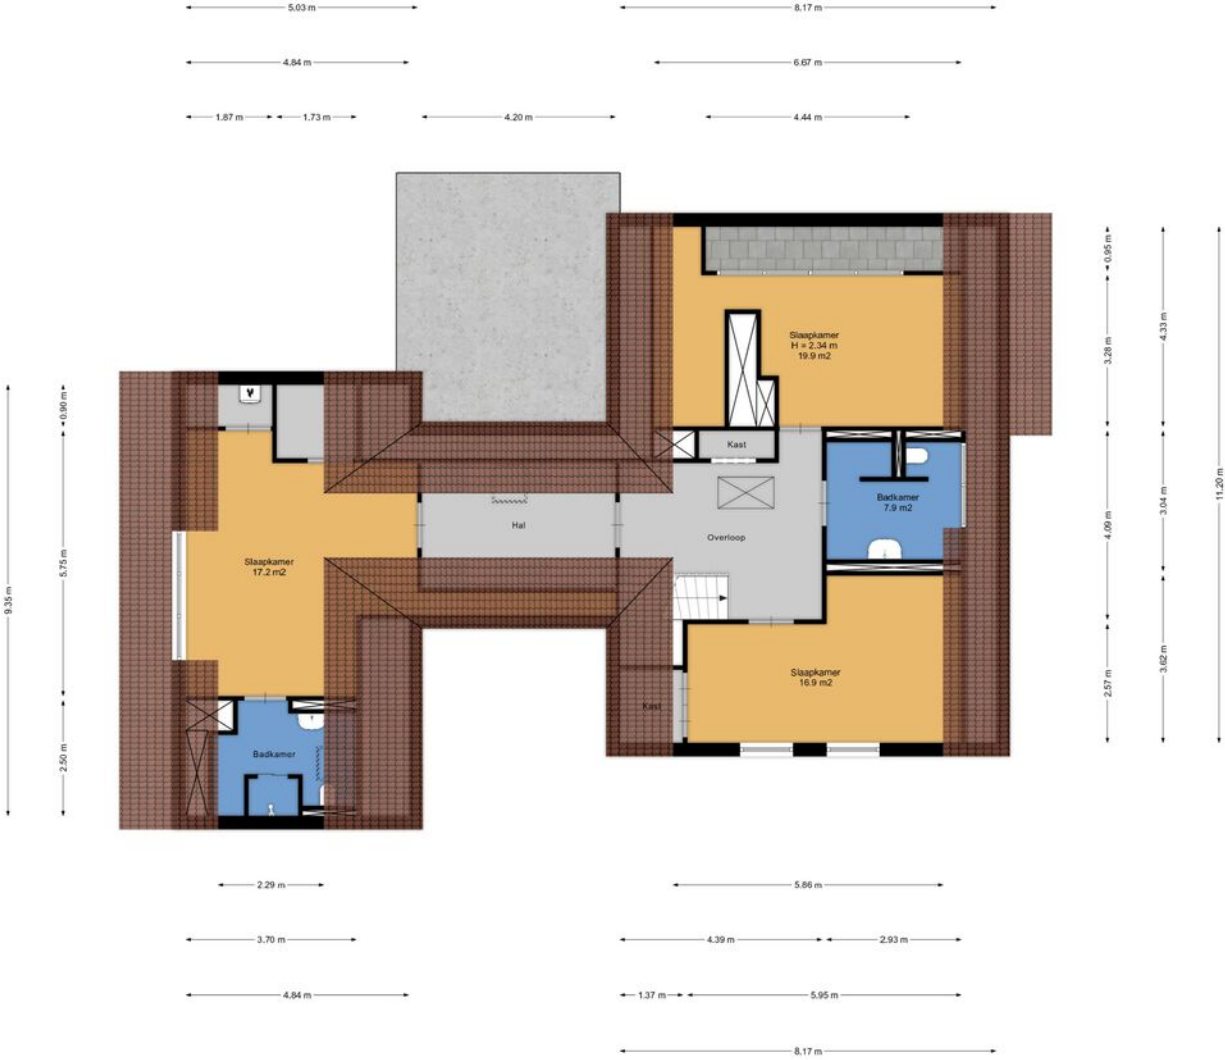 5.03 m
8.17 m
4.84 m
6.67 m
1.87 m
1.73 m
4.20 m
4.44 m
0.95 m
3.28 m
4.33 m
Slaapkamer
H = 2.34 m
19.9 m2
0.90 m
Kast
11.20 m
3.04 m
Badkamer
7.9 m2
Hal
Overloop
4.09 m
5.75 m
Slaapkamer
17.2 m2
9.35 m
3.62 m
Slaapkamer
16.9 m2
2.57 m
Kast
2.50 m
Badkamer
2.29 m
5.86 m
3.70 m
4.39 m
2.93 m
4.84 m
1.37 m
5.95 m
8.17 m